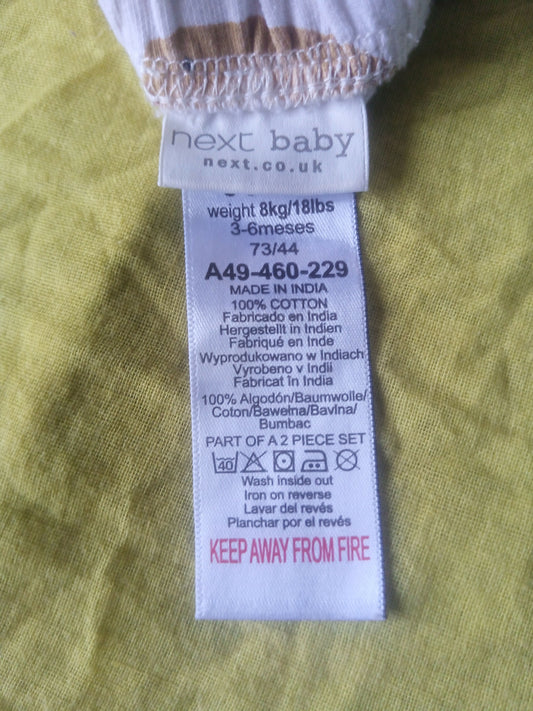 next baby
next.co.uk
weight 8kg/18lbs
3-6meses
73/44
A49-460-229
MADE IN INDIA
100% COTTON
Fabricado en India
Hergestellt in Indien
Fabriqué en Inde
Wyprodukowano w Indiach
Vyrobeno v Indii
Fabricat în India
100% Algodón/Baumwolle/
Coton/Bawełna/Bavlna/
Bumbac
PART OF A 2 PIECE SET
40
Wash inside out
Iron on reverse
Lavar del revés
Planchar por el revés
KEEP AWAY FROM FIRE